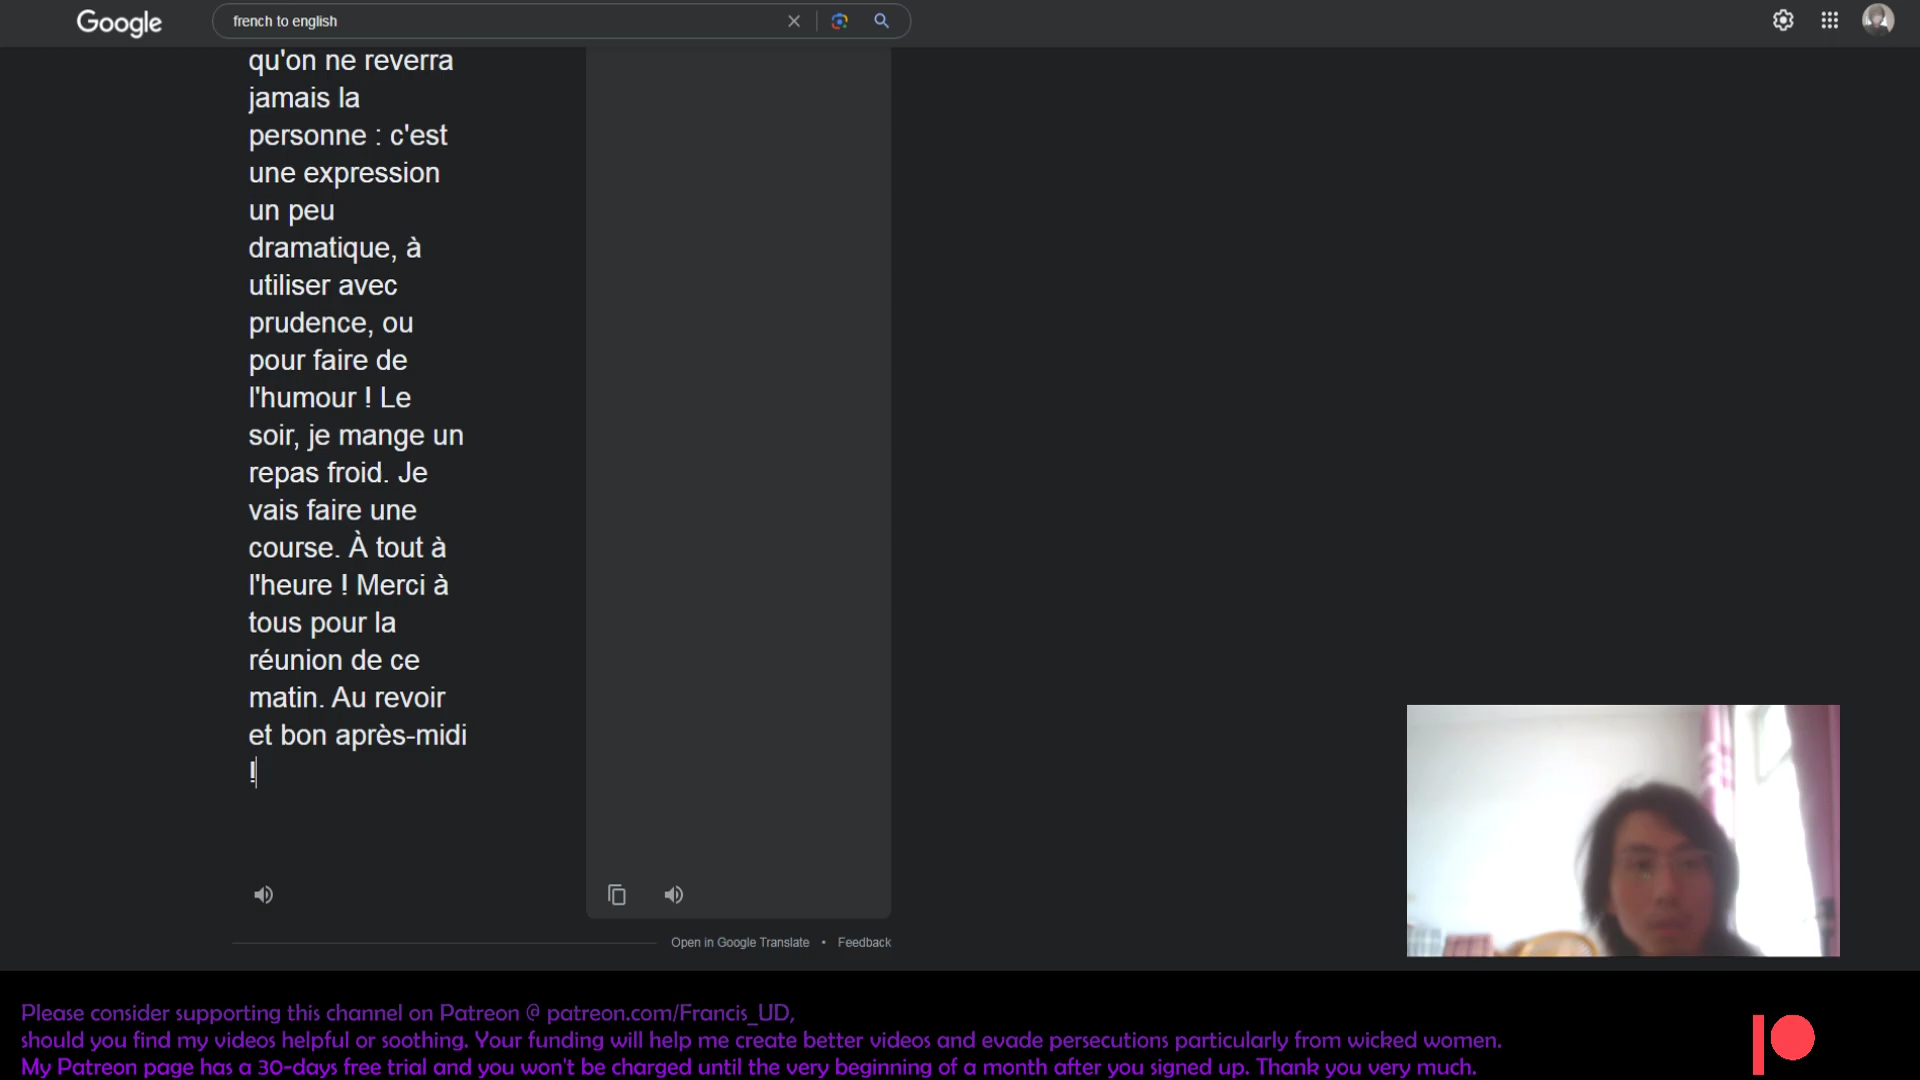 Google
french to english
qu'on ne reverra
jamais la
personne : c'est
une expression
un peu
dramatique, à
utiliser avec
prudence, ou
pour faire de
l'humour ! Le
soir, je mange un
repas froid. Je
vais faire une
course. À tout à
l'heure ! Merci à
tous pour la
réunion de ce
matin. Au revoir
et bon après-midi
!
Open in Google Translate • Feedback
Please consider supporting this channel on Patreon @ patreon.com/Francis_UD,
should you find my videos helpful or soothing. Your funding will help me create better videos and evade persecutions particularly from wicked women.
My Patreon page has a 30-days free trial and you won't be charged until the very beginning of a month after you signed up. Thank you very much.